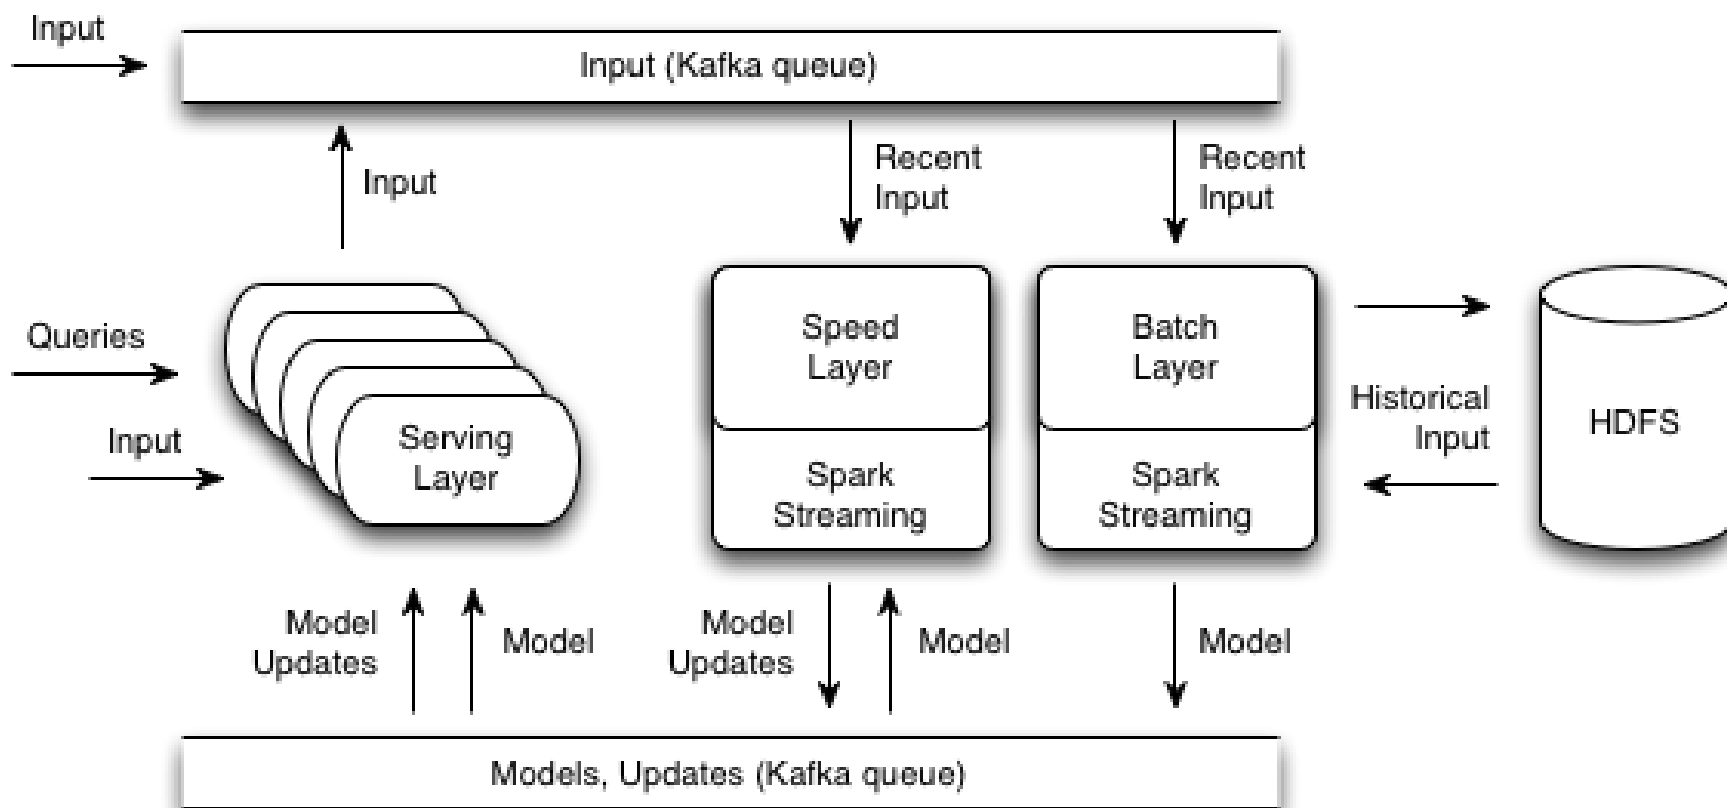 Input
Input (Kafka queue)
Input
Recent
Input
Recent
Input
Queries
Input
Serving
Layer
Speed
Layer
Spark
Streaming
Batch
Layer
Spark
Streaming
Historical
Input
HDFS
Model
Updates
Model
Model
Updates
Model
Model
Models, Updates (Kafka queue)